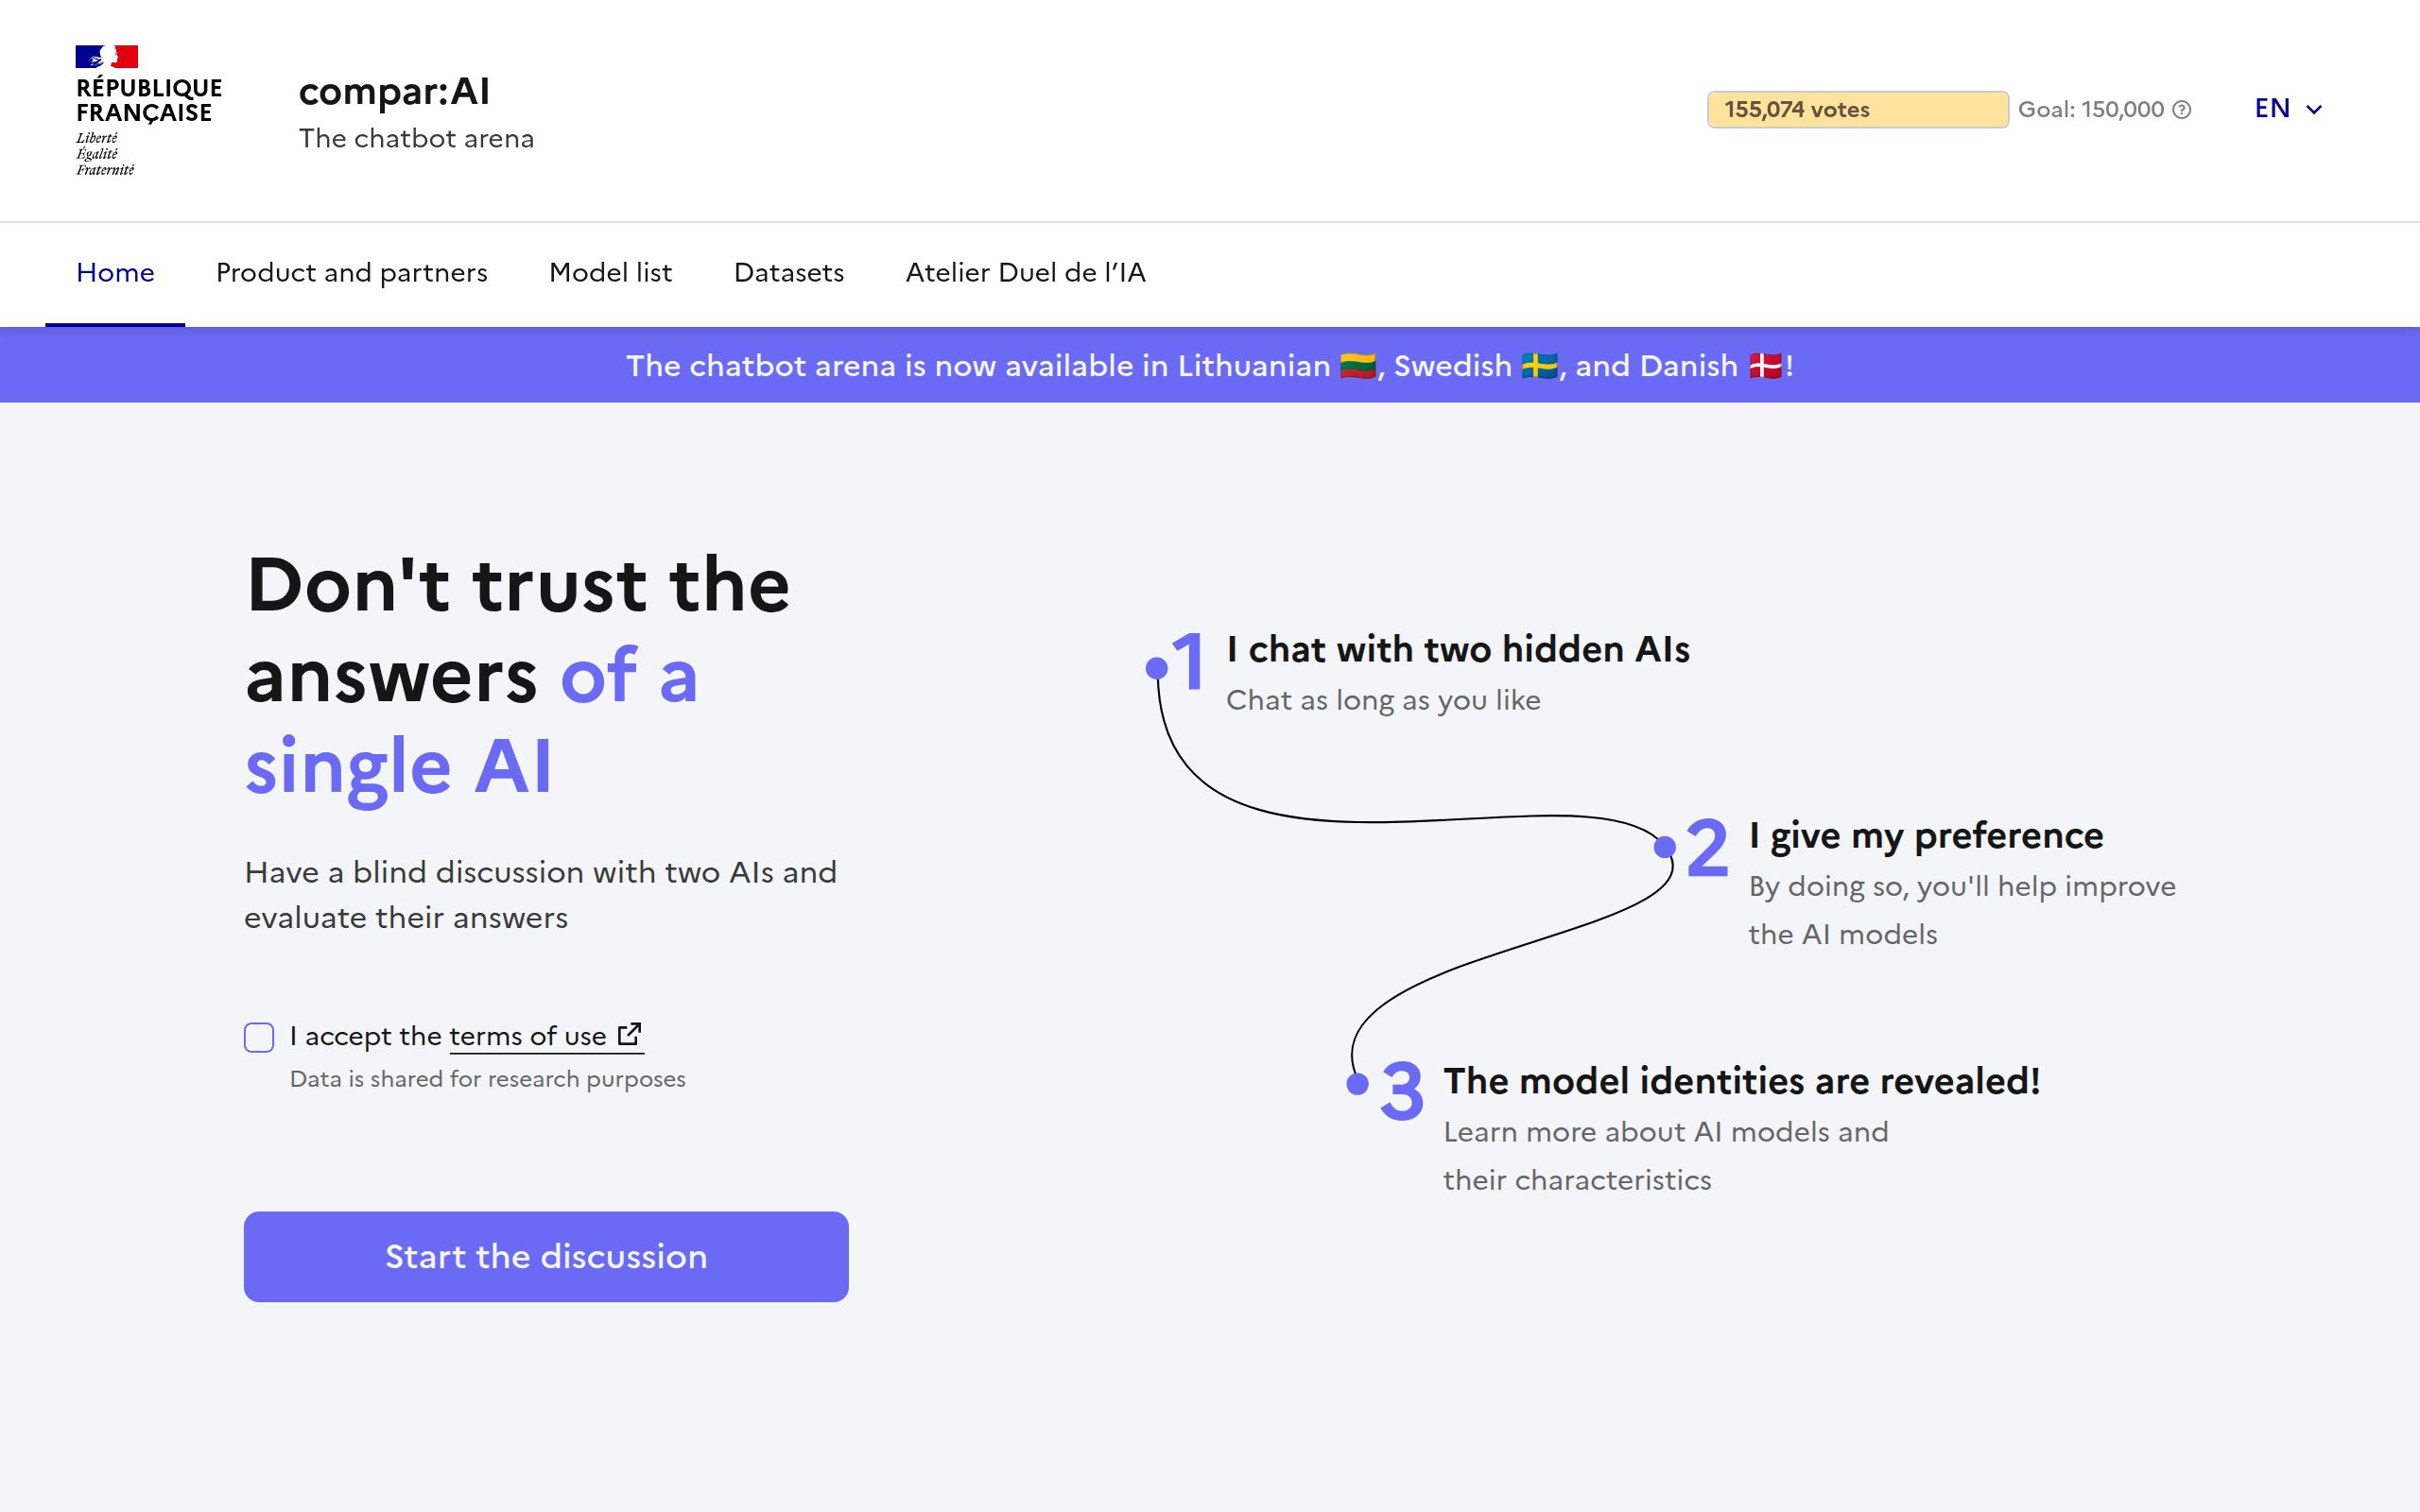 RÉPUBLIQUE
FRANÇAISE
Liberté
Égalité
Fraternité
compar:AI
The chatbot arena
155,074 votes
Goal: 150,000
EN
Home
Product and partners
Model list
Datasets
Atelier Duel de l’IA
The chatbot arena is now available in Lithuanian 🇱🇹, Swedish 🇸🇪, and Danish 🇩🇰!
Don't trust the
answers of a
single AI
Have a blind discussion with two AIs and
evaluate their answers
I accept the terms of use
Data is shared for research purposes
Start the discussion
1
I chat with two hidden AIs
Chat as long as you like
2
I give my preference
By doing so, you'll help improve
the AI models
3
The model identities are revealed!
Learn more about AI models and
their characteristics